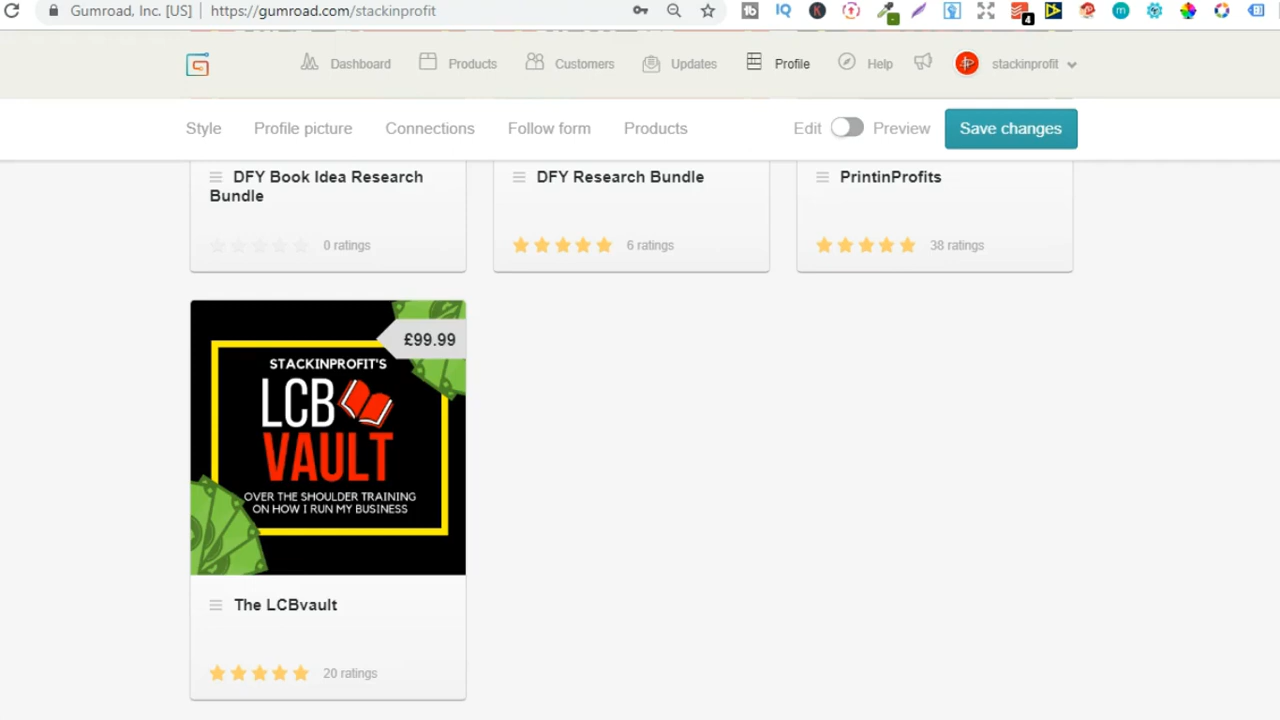 Gumroad, Inc. [US] | https://gumroad.com/stackinprofit
4
Dashboard Products Customers Updates Profile Help stackinprofit
Style Profile picture Connections Follow form Products Edit Preview Save changes
DFY Book Idea Research
Bundle
0 ratings
DFY Research Bundle
6 ratings
PrintinProfits
38 ratings
£99.99
STACKINPROFIT'S
LCB
VAULT
OVER THE SHOULDER TRAINING
ON HOW I RUN MY BUSINESS
The LCBvault
20 ratings